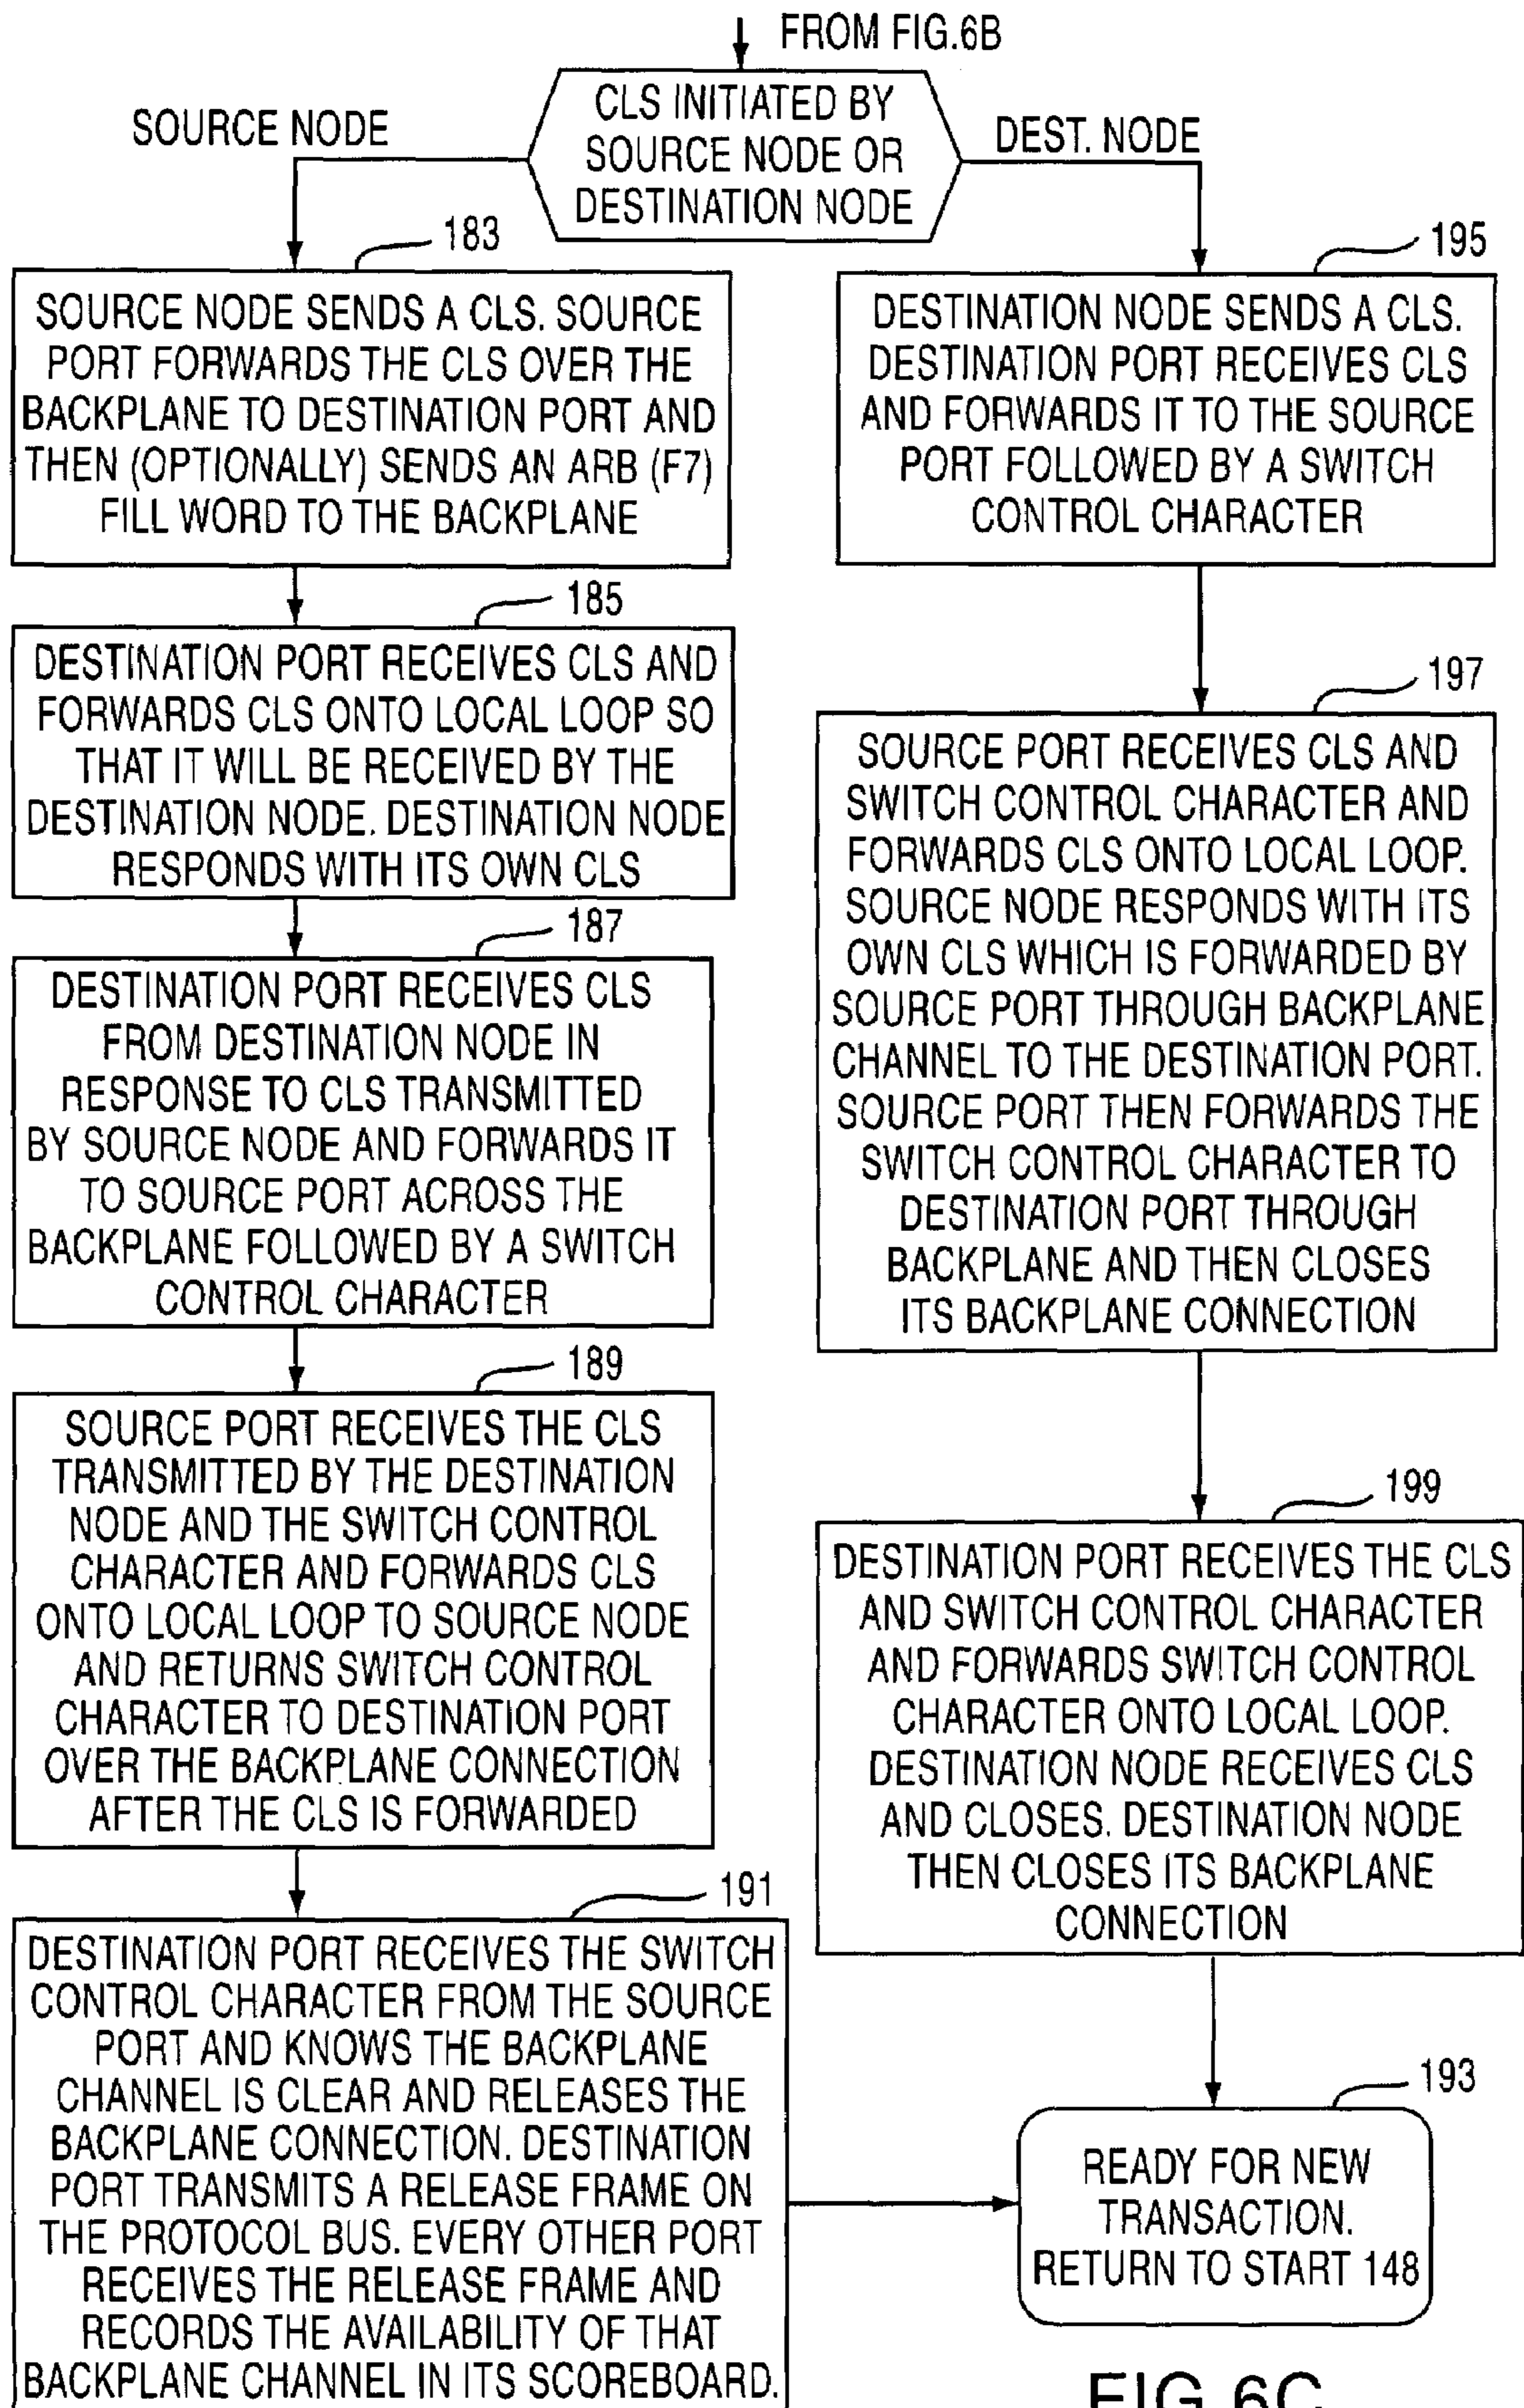 FROM FIG.6B
CLS INITIATED BY
SOURCE NODE OR
DESTINATION NODE
SOURCE NODE
DEST. NODE
183
SOURCE NODE SENDS A CLS. SOURCE
PORT FORWARDS THE CLS OVER THE
BACKPLANE TO DESTINATION PORT AND
THEN (OPTIONALLY) SENDS AN ARB (F7)
FILL WORD TO THE BACKPLANE
185
DESTINATION PORT RECEIVES CLS AND
FORWARDS CLS ONTO LOCAL LOOP SO
THAT IT WILL BE RECEIVED BY THE
DESTINATION NODE. DESTINATION NODE
RESPONDS WITH ITS OWN CLS
187
DESTINATION PORT RECEIVES CLS
FROM DESTINATION NODE IN
RESPONSE TO CLS TRANSMITTED
BY SOURCE NODE AND FORWARDS IT
TO SOURCE PORT ACROSS THE
BACKPLANE FOLLOWED BY A SWITCH
CONTROL CHARACTER
189
SOURCE PORT RECEIVES THE CLS
TRANSMITTED BY THE DESTINATION
NODE AND THE SWITCH CONTROL
CHARACTER AND FORWARDS CLS
ONTO LOCAL LOOP TO SOURCE NODE
AND RETURNS SWITCH CONTROL
CHARACTER TO DESTINATION PORT
OVER THE BACKPLANE CONNECTION
AFTER THE CLS IS FORWARDED
191
DESTINATION PORT RECEIVES THE SWITCH
CONTROL CHARACTER FROM THE SOURCE
PORT AND KNOWS THE BACKPLANE
CHANNEL IS CLEAR AND RELEASES THE
BACKPLANE CONNECTION. DESTINATION
PORT TRANSMITS A RELEASE FRAME ON
THE PROTOCOL BUS. EVERY OTHER PORT
RECEIVES THE RELEASE FRAME AND
RECORDS THE AVAILABILITY OF THAT
BACKPLANE CHANNEL IN ITS SCOREBOARD.
195
DESTINATION NODE SENDS A CLS.
DESTINATION PORT RECEIVES CLS
AND FORWARDS IT TO THE SOURCE
PORT FOLLOWED BY A SWITCH
CONTROL CHARACTER
197
SOURCE PORT RECEIVES CLS AND
SWITCH CONTROL CHARACTER AND
FORWARDS CLS ONTO LOCAL LOOP.
SOURCE NODE RESPONDS WITH ITS
OWN CLS WHICH IS FORWARDED BY
SOURCE PORT THROUGH BACKPLANE
CHANNEL TO THE DESTINATION PORT.
SOURCE PORT THEN FORWARDS THE
SWITCH CONTROL CHARACTER TO
DESTINATION PORT THROUGH
BACKPLANE AND THEN CLOSES
ITS BACKPLANE CONNECTION
199
DESTINATION PORT RECEIVES THE CLS
AND SWITCH CONTROL CHARACTER
AND FORWARDS SWITCH CONTROL
CHARACTER ONTO LOCAL LOOP.
DESTINATION NODE RECEIVES CLS
AND CLOSES. DESTINATION NODE
THEN CLOSES ITS BACKPLANE
CONNECTION
193
READY FOR NEW
TRANSACTION.
RETURN TO START 148
FIG.6C